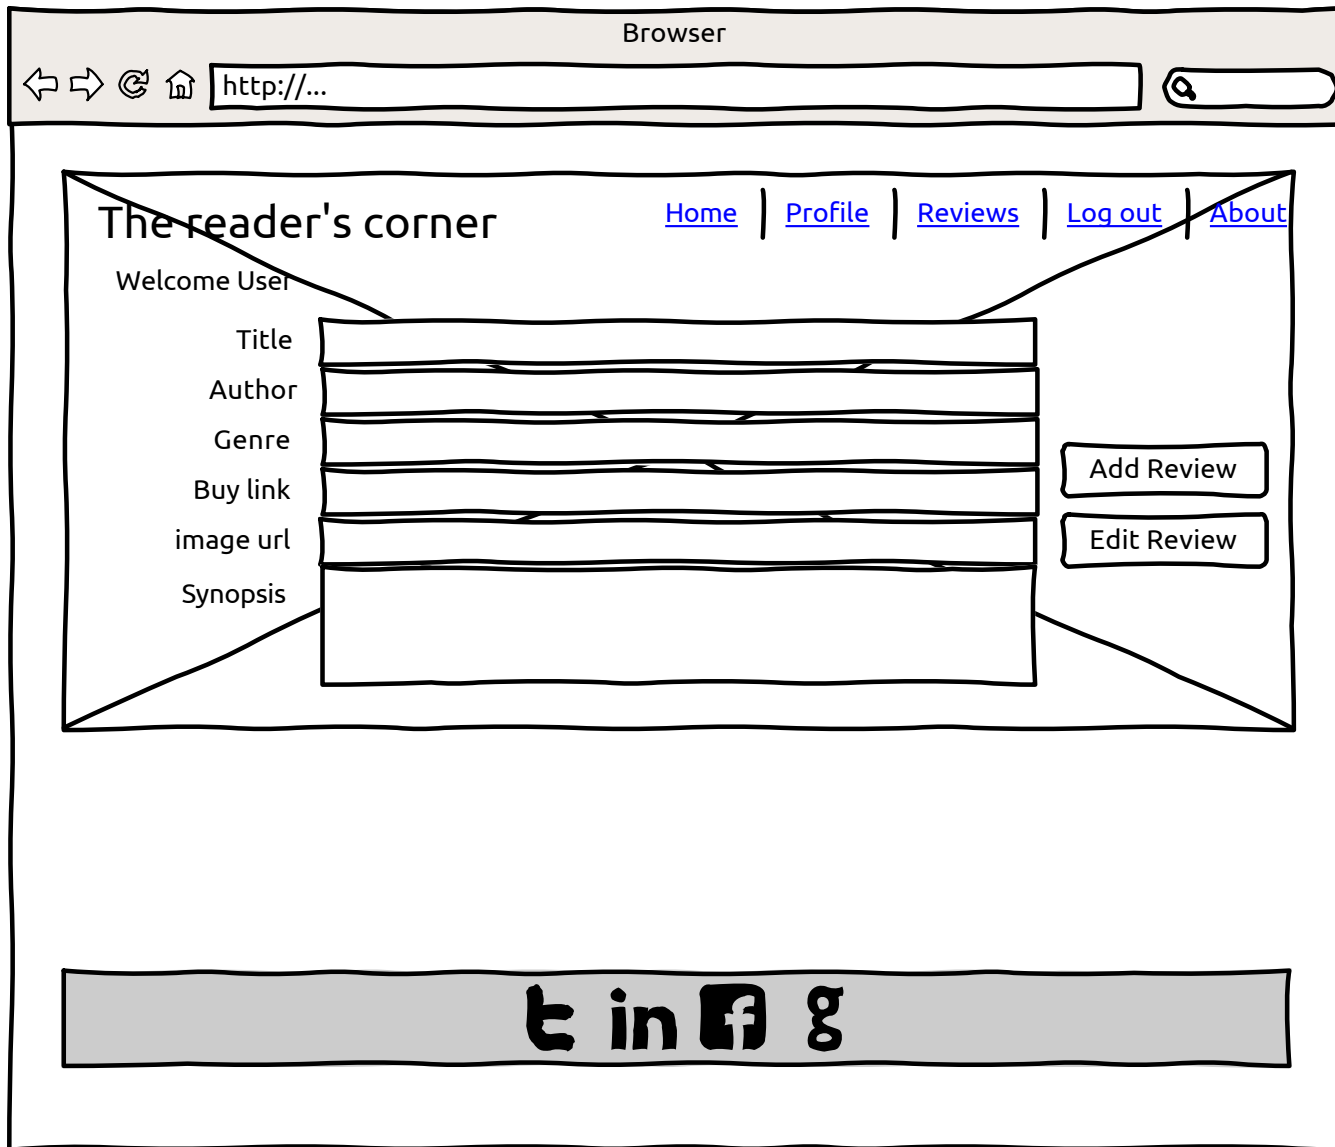 Browser
http://...
The reader's corner
Home Profile Reviews Log out About
Welcome User
Title
Author
Genre
Buy link
Add Review
image url
Edit Review
Synopsis
t in f g